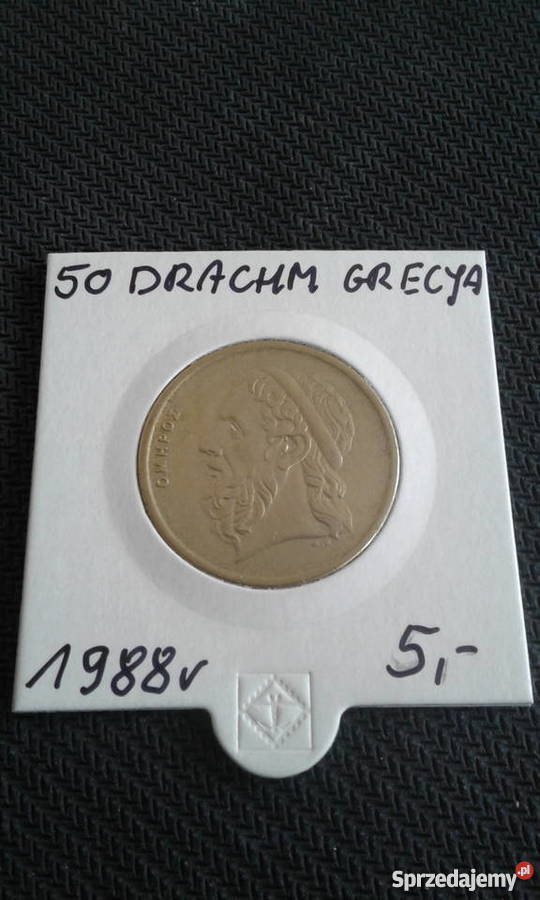 50 DRACHM GRECYA
ΟΜΗΡΟΣ
1988r 5,-
Sprzedajemy.pl